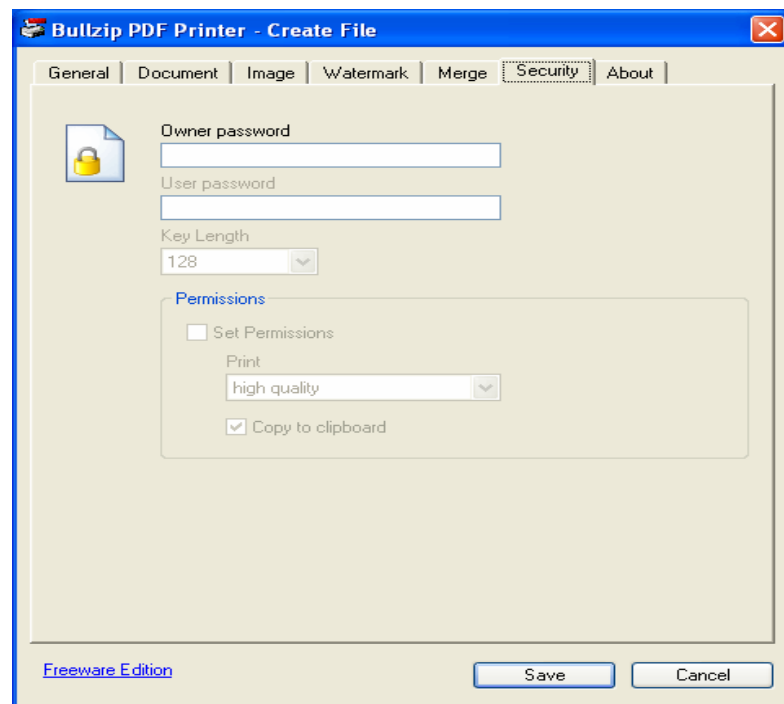 Bullzip PDF Printer - Create File
General Document Image Watermark Merge Security About
Owner password
User password
Key Length
128
Permissions
Set Permissions
Print
high quality
Copy to clipboard
Freeware Edition Save Cancel